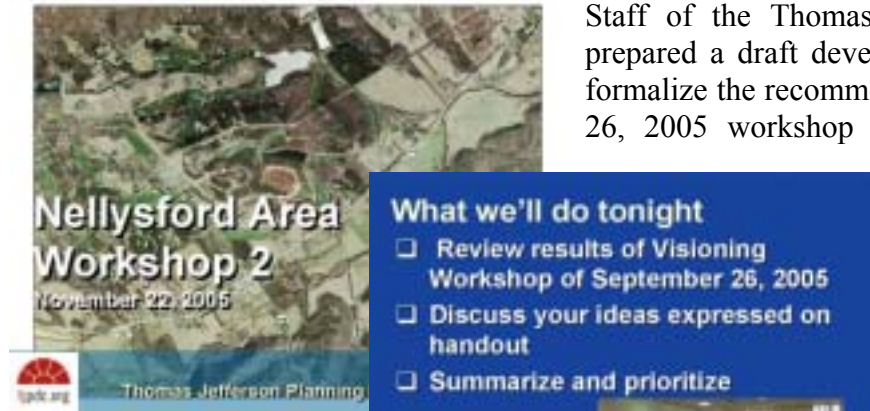 Staff of the Thomas
prepared a draft deve
formalize the recomm
26, 2005 workshop
Nellysford Area
Workshop 2
November 22, 2005
tjpdc.org
Thomas Jefferson Planning
What we'll do tonight
❑ Review results of Visioning
Workshop of September 26, 2005
❑ Discuss your ideas expressed on
handout
❑ Summarize and prioritize